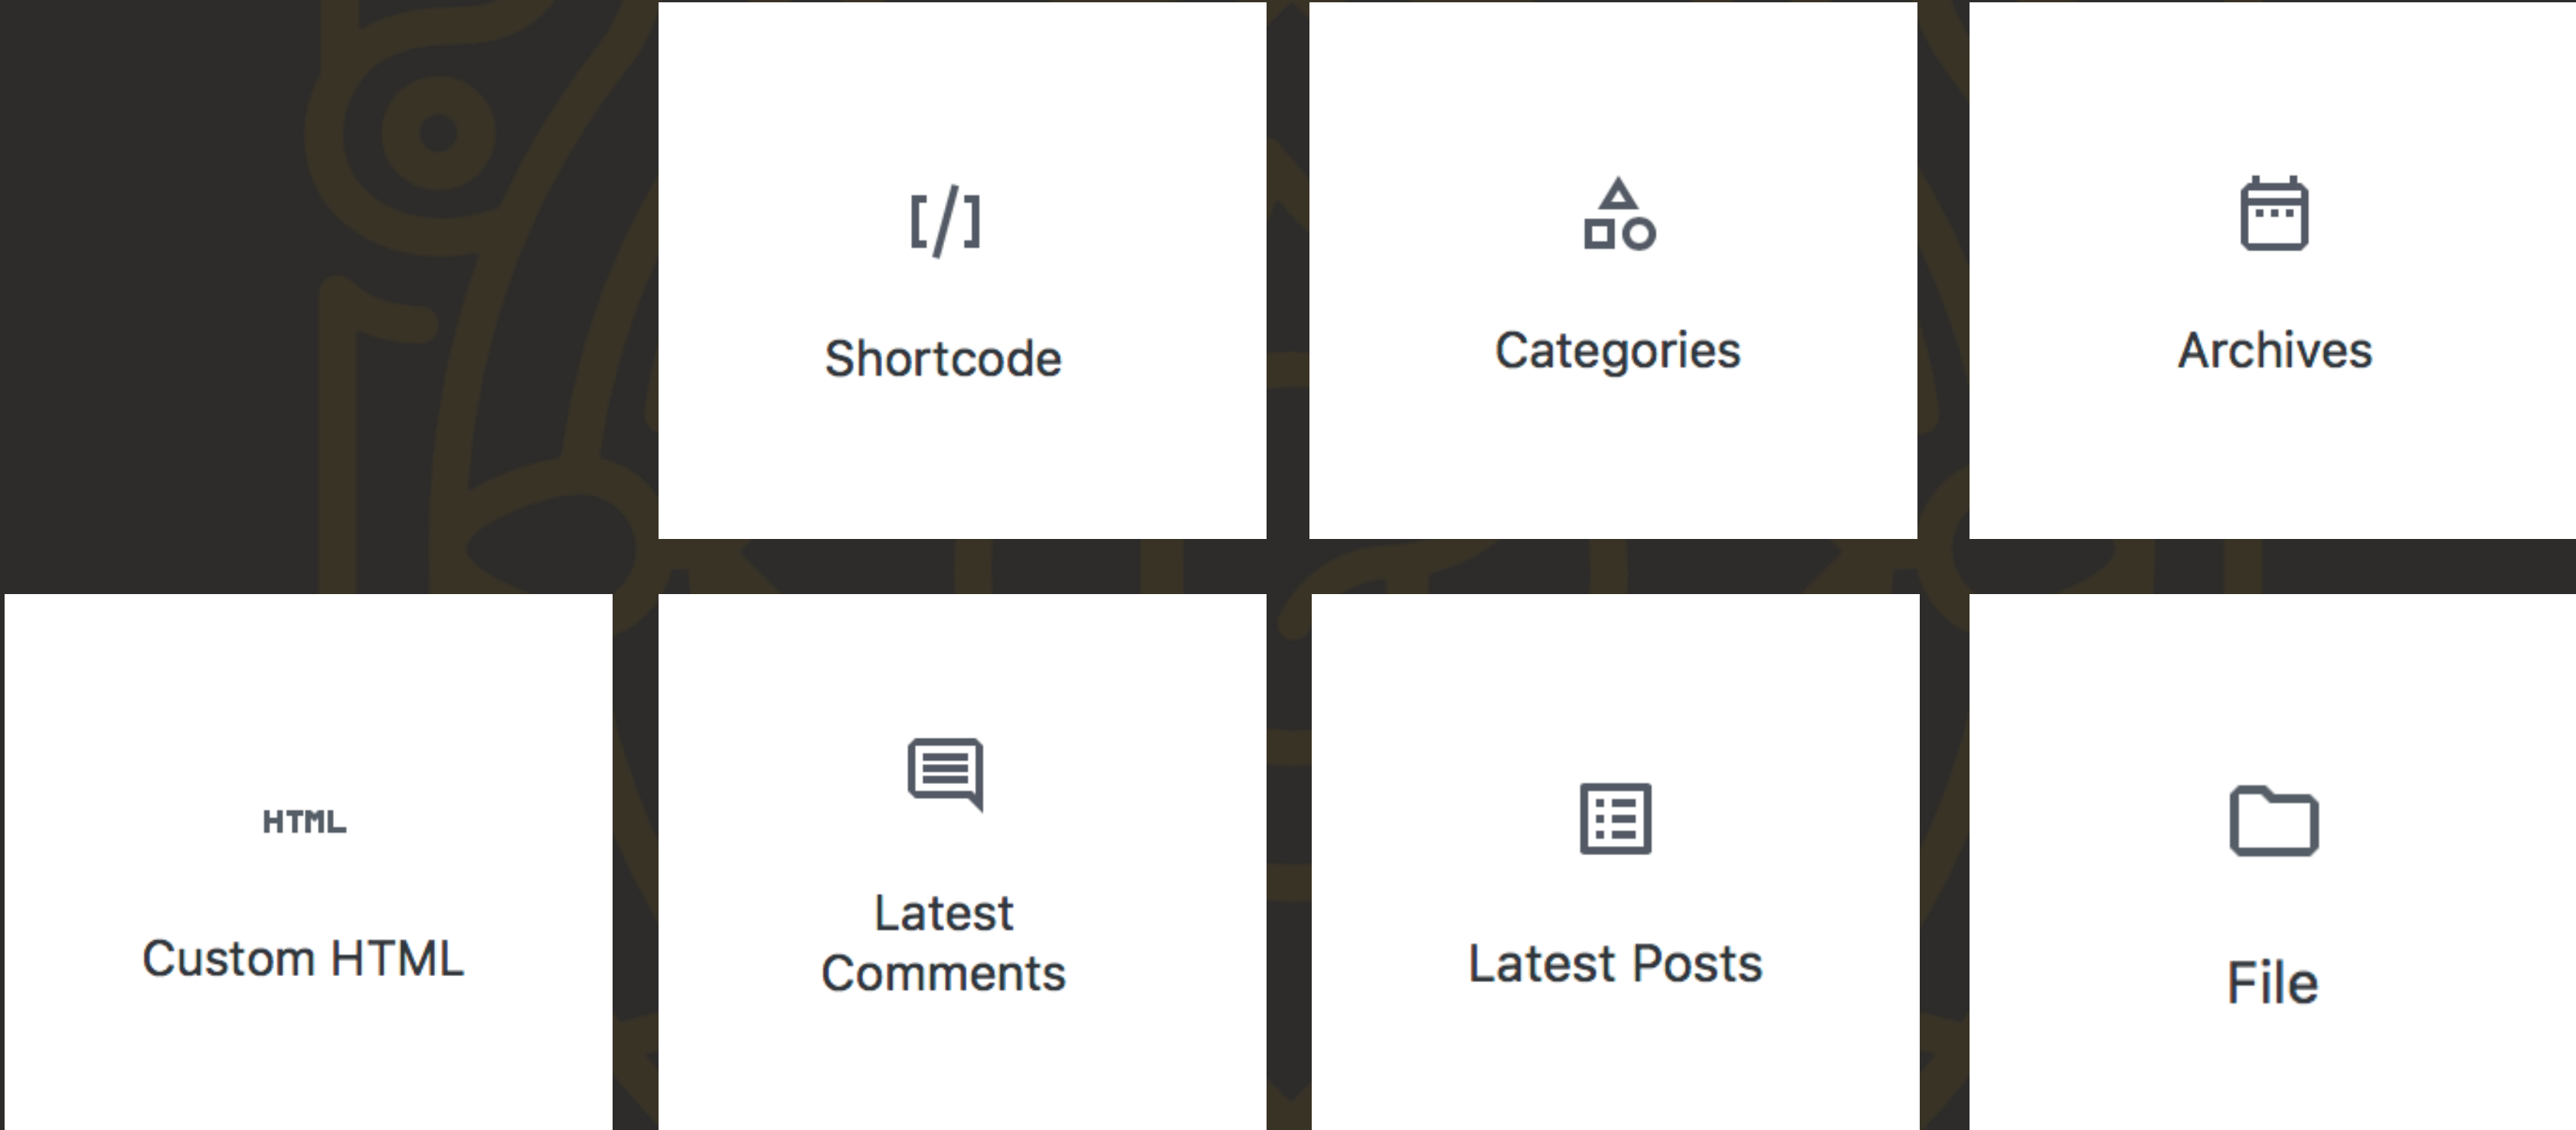 [/]
Shortcode
Categories
Archives
HTML
Custom HTML
Latest
Comments
Latest Posts
File